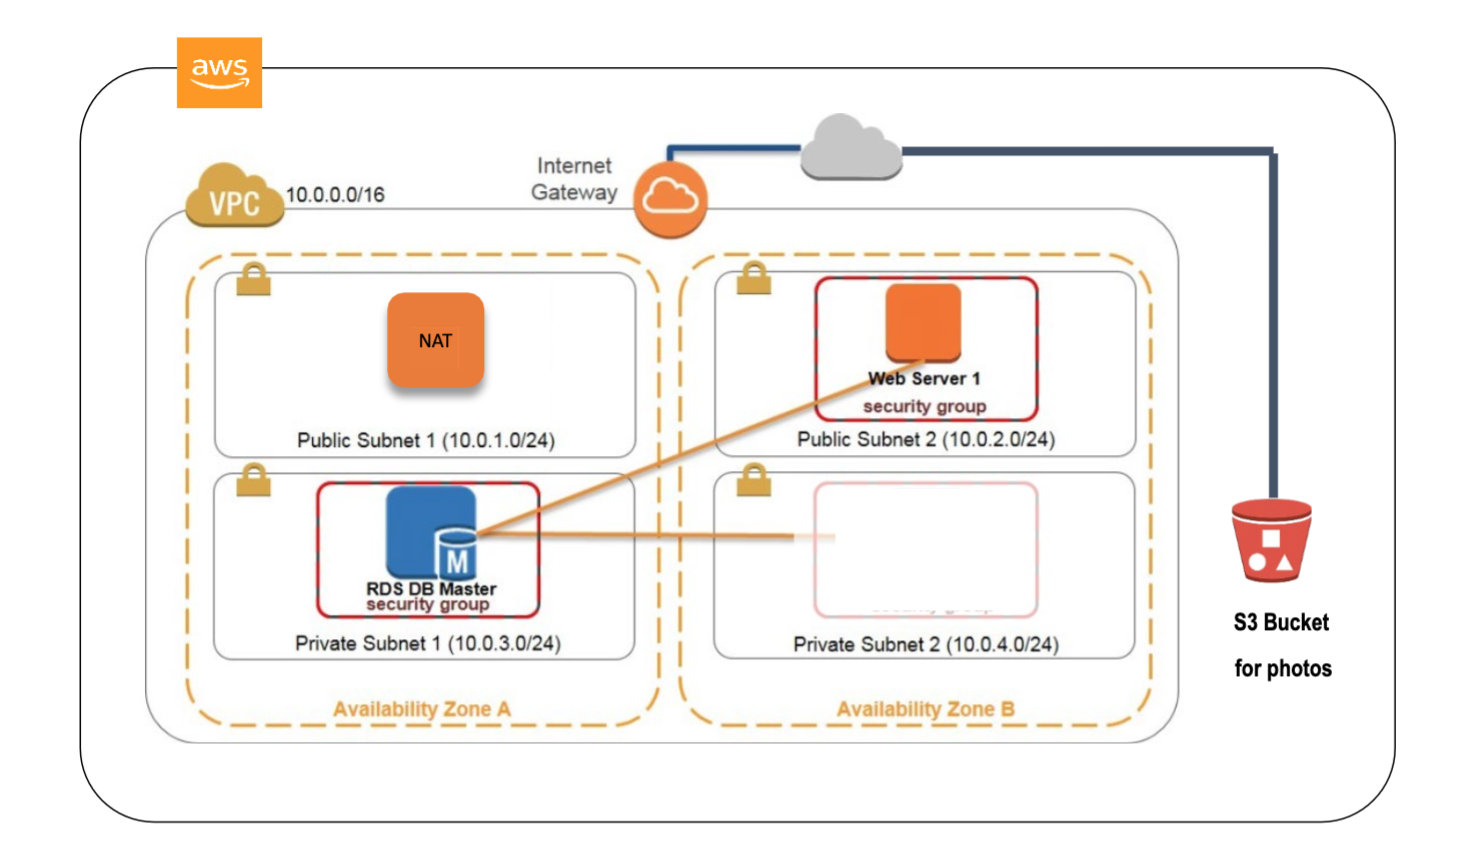 aws
Internet
Gateway
VPC
10.0.0.0/16
NAT
Public Subnet 1 (10.0.1.0/24)
Web Server 1
security group
Public Subnet 2 (10.0.2.0/24)
M
RDS DB Master
security group
Private Subnet 1 (10.0.3.0/24)
Private Subnet 2 (10.0.4.0/24)
Availability Zone A
Availability Zone B
S3 Bucket
for photos